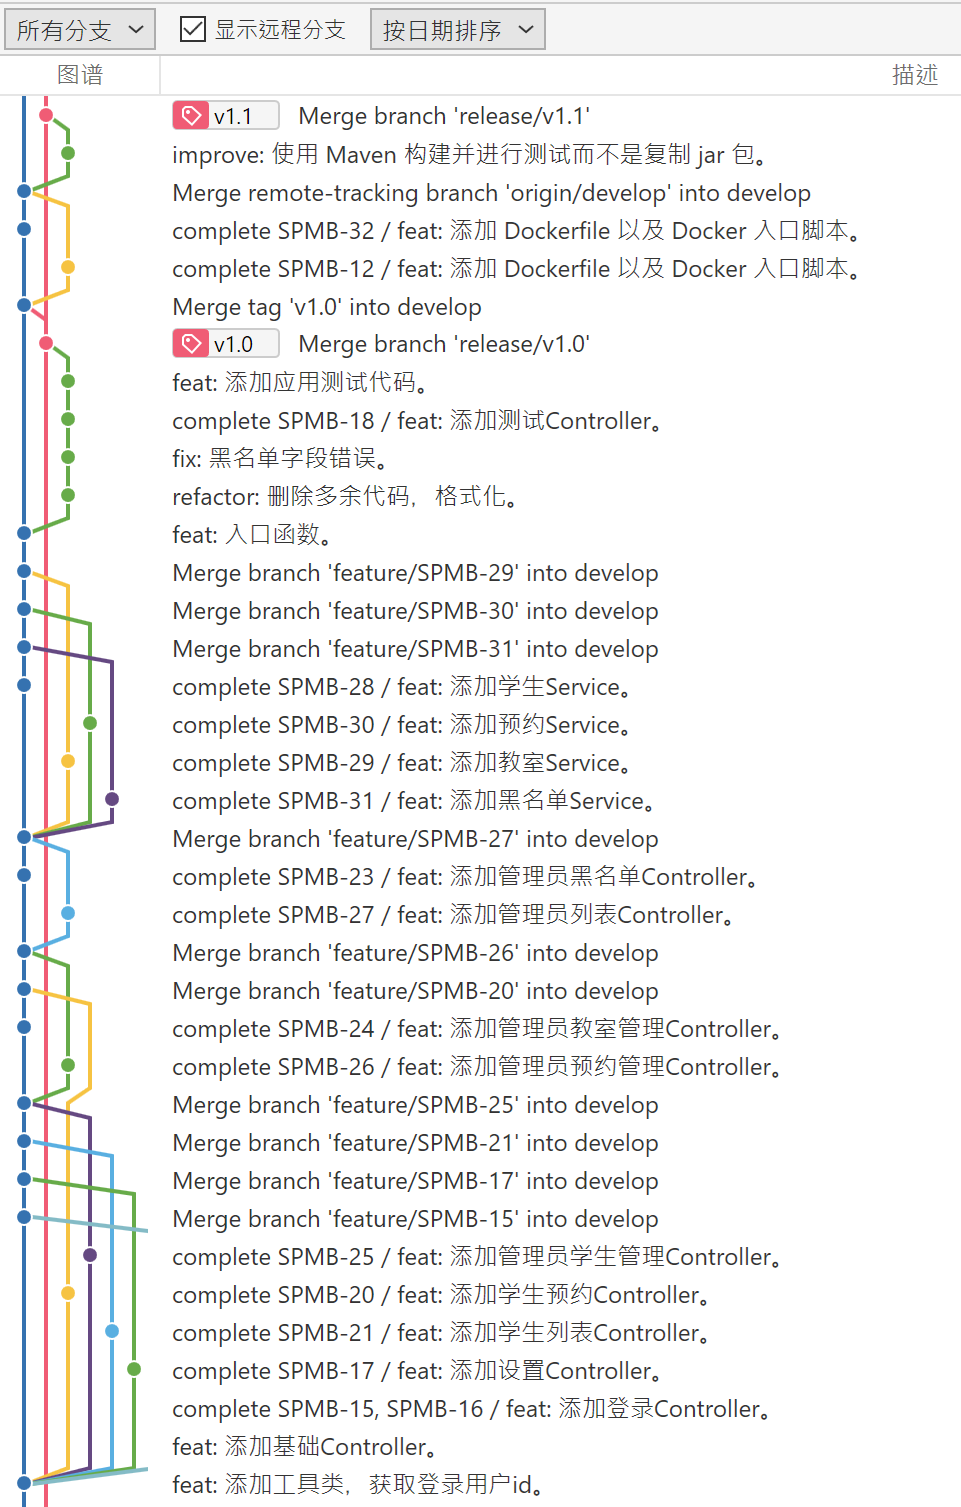 所有分支 显示远程分支 按日期排序
图谱 描述
v1.1 Merge branch 'release/v1.1'
improve: 使用 Maven 构建并进行测试而不是复制 jar 包。
Merge remote-tracking branch 'origin/develop' into develop
complete SPMB-32 / feat: 添加 Dockerfile 以及 Docker 入口脚本。
complete SPMB-12 / feat: 添加 Dockerfile 以及 Docker 入口脚本。
Merge tag 'v1.0' into develop
v1.0 Merge branch 'release/v1.0'
feat: 添加应用测试代码。
complete SPMB-18 / feat: 添加测试Controller。
fix: 黑名单字段错误。
refactor: 删除多余代码，格式化。
feat: 入口函数。
Merge branch 'feature/SPMB-29' into develop
Merge branch 'feature/SPMB-30' into develop
Merge branch 'feature/SPMB-31' into develop
complete SPMB-28 / feat: 添加学生Service。
complete SPMB-30 / feat: 添加预约Service。
complete SPMB-29 / feat: 添加教室Service。
complete SPMB-31 / feat: 添加黑名单Service。
Merge branch 'feature/SPMB-27' into develop
complete SPMB-23 / feat: 添加管理员黑名单Controller。
complete SPMB-27 / feat: 添加管理员列表Controller。
Merge branch 'feature/SPMB-26' into develop
Merge branch 'feature/SPMB-20' into develop
complete SPMB-24 / feat: 添加管理员教室管理Controller。
complete SPMB-26 / feat: 添加管理员预约管理Controller。
Merge branch 'feature/SPMB-25' into develop
Merge branch 'feature/SPMB-21' into develop
Merge branch 'feature/SPMB-17' into develop
Merge branch 'feature/SPMB-15' into develop
complete SPMB-25 / feat: 添加管理员学生管理Controller。
complete SPMB-20 / feat: 添加学生预约Controller。
complete SPMB-21 / feat: 添加学生列表Controller。
complete SPMB-17 / feat: 添加设置Controller。
complete SPMB-15, SPMB-16 / feat: 添加登录Controller。
feat: 添加基础Controller。
feat: 添加工具类，获取登录用户id。